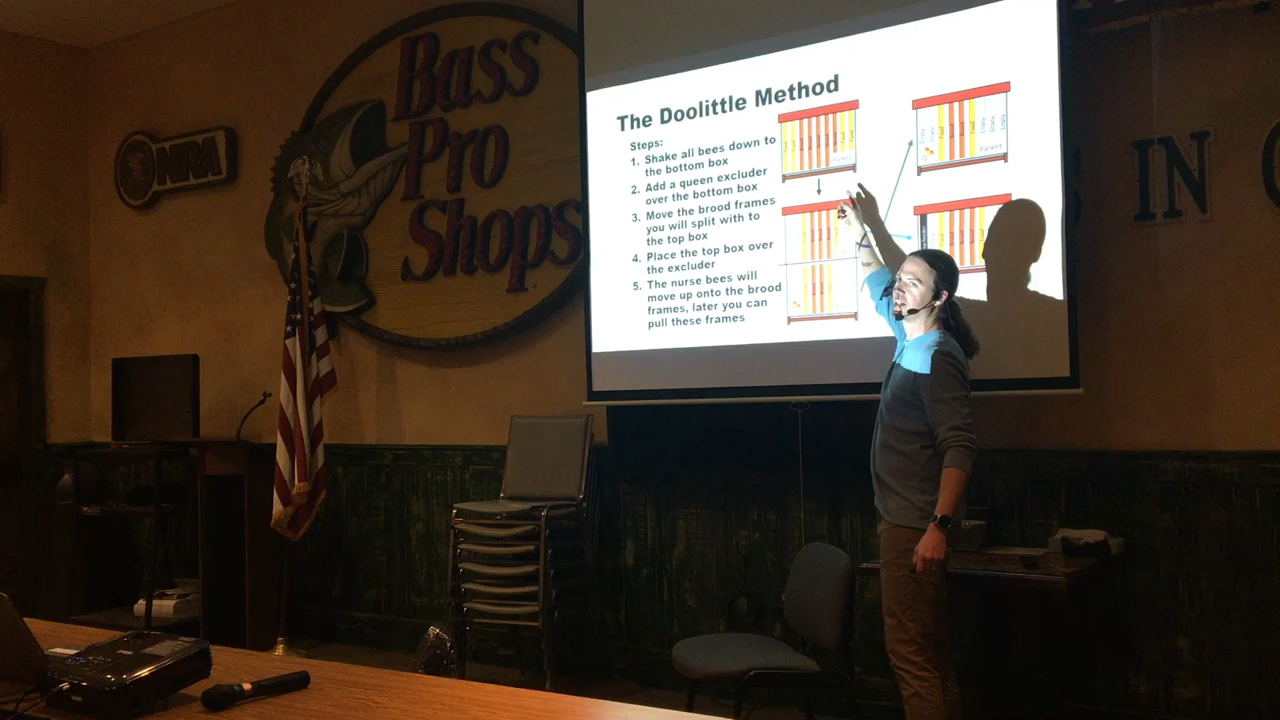 NRA
Bass
Pro
Shops
The Doolittle Method
Steps:
1. Shake all bees down to
the bottom box
2. Add a queen excluder
over the bottom box
3. Move the brood frames
you will split with to
the top box
4. Place the top box over
the excluder
5. The nurse bees will
move up onto the brood
frames, later you can
pull these frames
Parent
Parent
IN